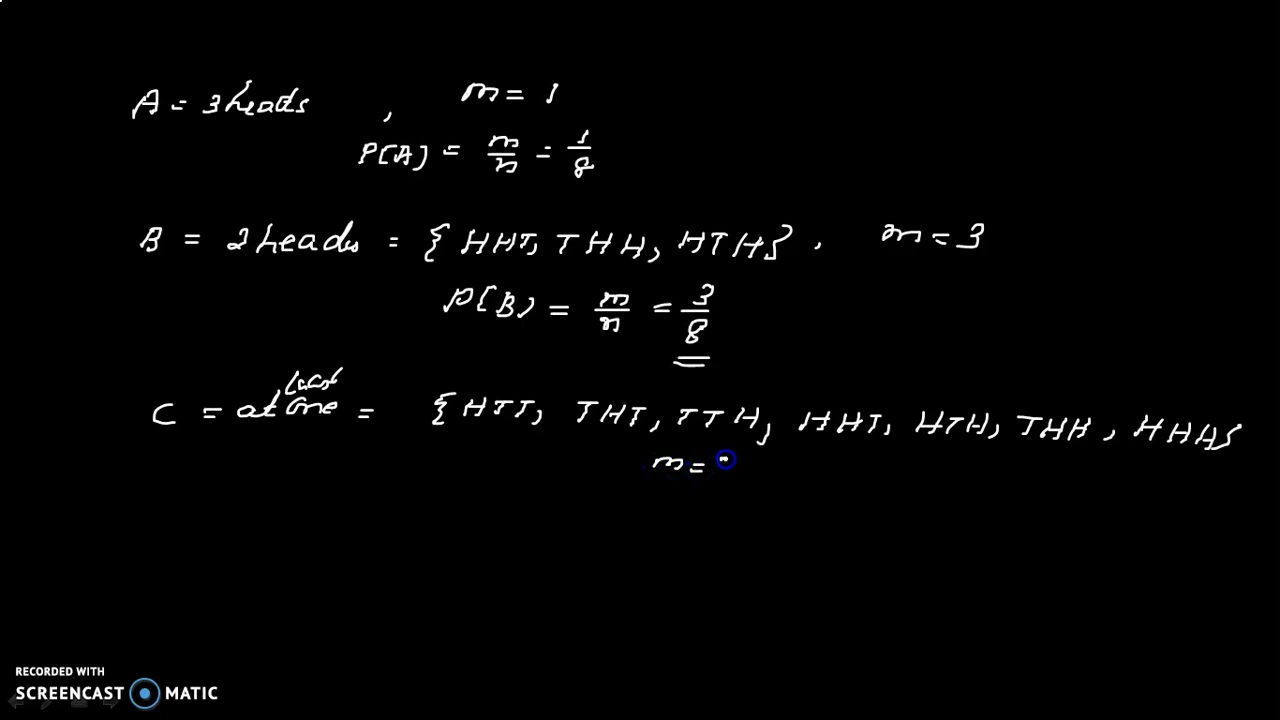 A = 3 heads , m = 1
P(A) = m/n = 1/8
B = 2 heads = {HHT, THH, HTH}, m = 3
P(B) = m/n = 3/8
C = at least one = {HTT, THT, TTH, HHT, HTH, THH, HHH}
m =
RECORDED WITH
SCREENCAST MATIC